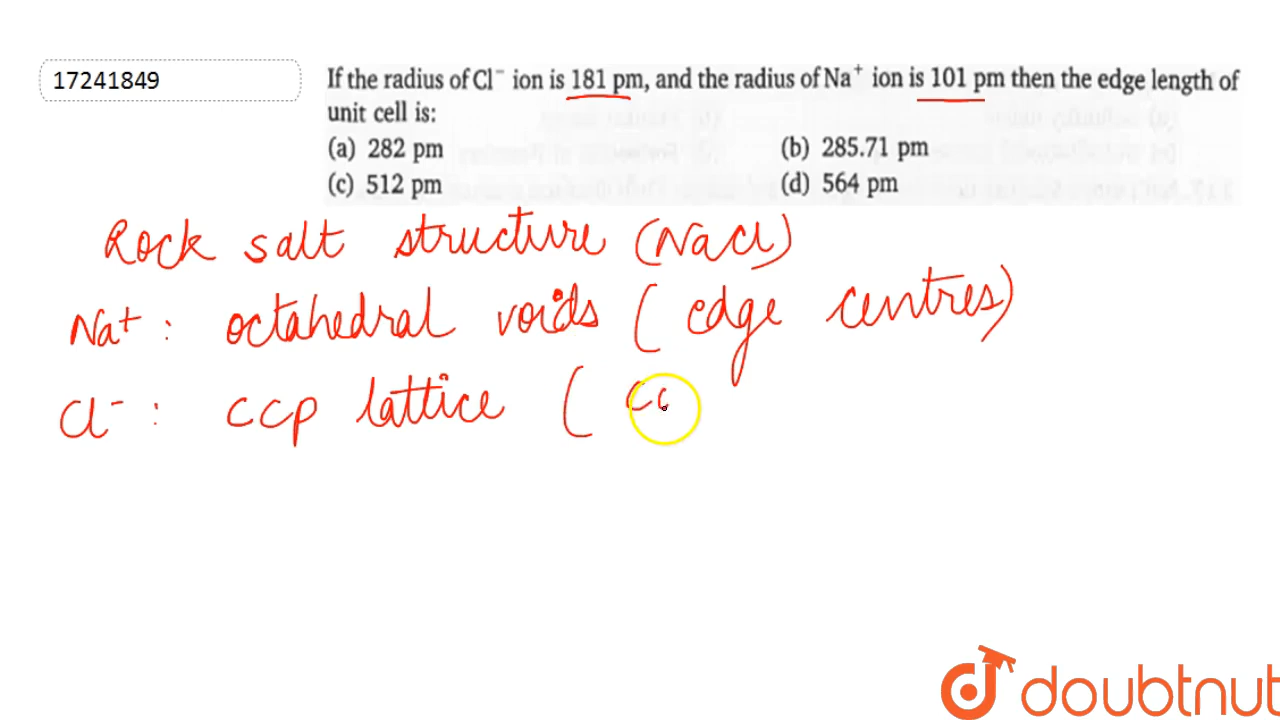 17241849
If the radius of Cl⁻ ion is 181 pm, and the radius of Na⁺ ion is 101 pm then the edge length of
unit cell is:
(a) 282 pm (b) 285.71 pm
(c) 512 pm (d) 564 pm
Rock salt structure (NaCl)
Na⁺ : octahedral voids ( edge centres)
Cl⁻ : CCP lattice (
doubtnut